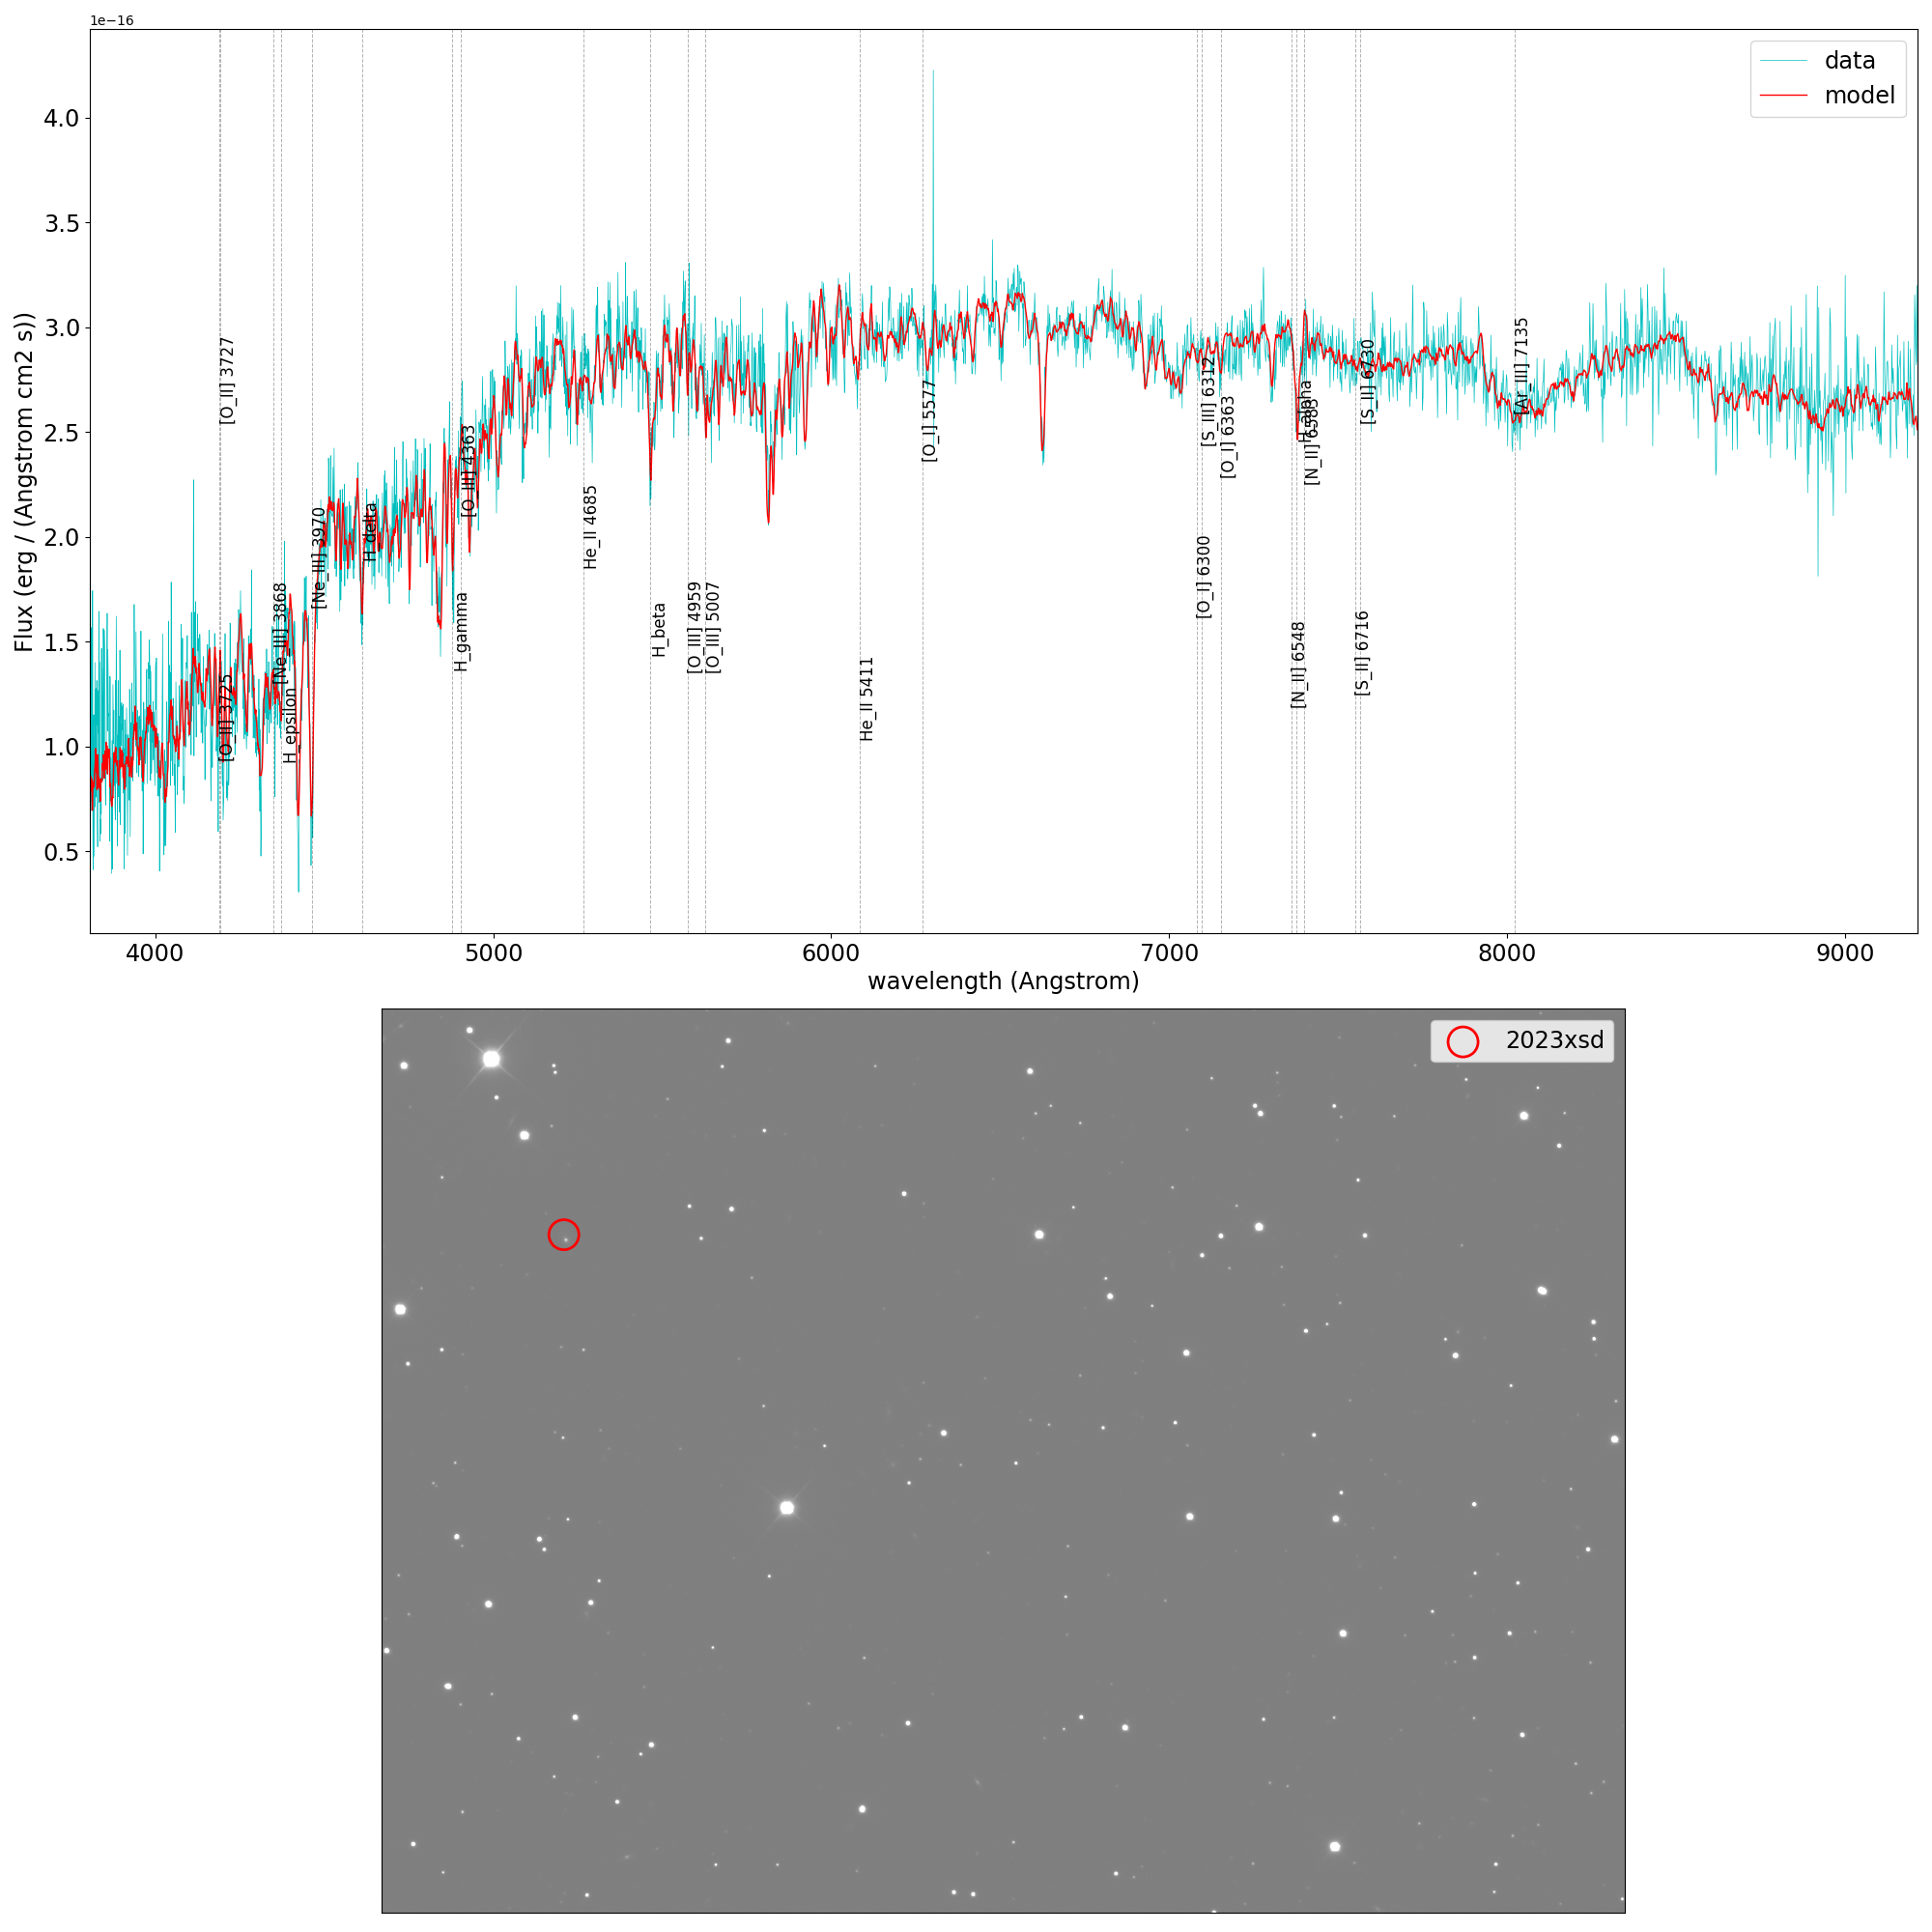 1e−16
data
model
4.0
3.5
3.0
2.5
2.0
1.5
1.0
0.5
Flux (erg / (Angstrom cm2 s))
[O_II] 3725
[O_II] 3727
[Ne_III] 3868
H_epsilon
[Ne_III] 3970
H_delta
H_gamma
[O_III] 4363
He_II 4685
H_beta
[O_III] 4959
[O_III] 5007
He_II 5411
[O_I] 5577
[O_I] 6300
[S_III] 6312
[O_I] 6363
[N_II] 6548
H_alpha
[N_II] 6583
[S_II] 6716
[S_II] 6730
[Ar_III] 7135
4000
5000
6000
7000
8000
9000
wavelength (Angstrom)
2023xsd